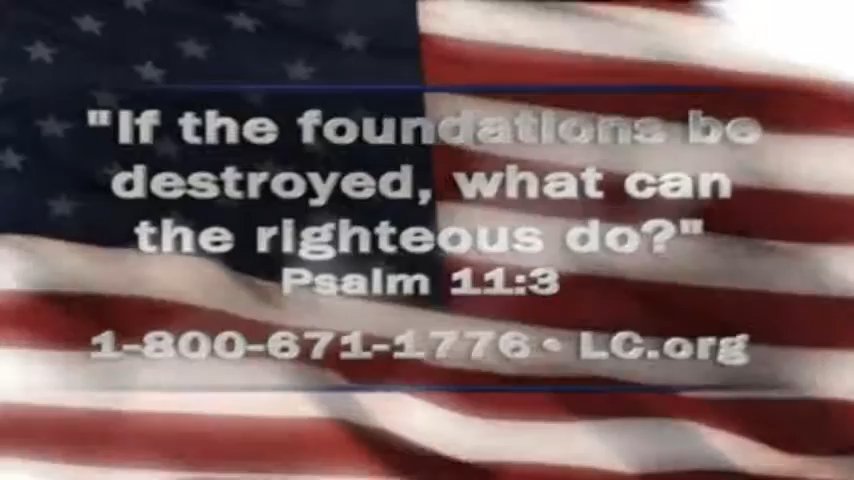 "If the foundations be
destroyed, what can
the righteous do?"
Psalm 11:3
1-800-671-1776 • LC.org